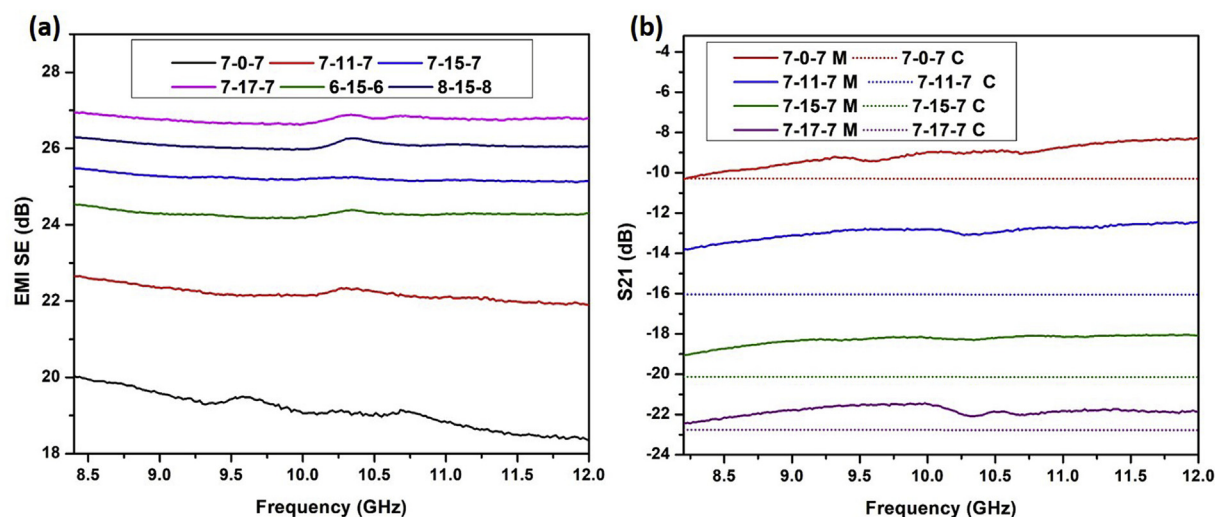 (a)
28
26
24
22
20
18
EMI SE (dB)
7-0-7 7-11-7 7-15-7
7-17-7 6-15-6 8-15-8
8.5 9.0 9.5 10.0 10.5 11.0 11.5 12.0
Frequency (GHz)
(b)
-4
-6
-8
-10
-12
-14
-16
-18
-20
-22
-24
S21 (dB)
7-0-7 M 7-0-7 C
7-11-7 M 7-11-7 C
7-15-7 M 7-15-7 C
7-17-7 M 7-17-7 C
8.5 9.0 9.5 10.0 10.5 11.0 11.5 12.0
Frequency (GHz)